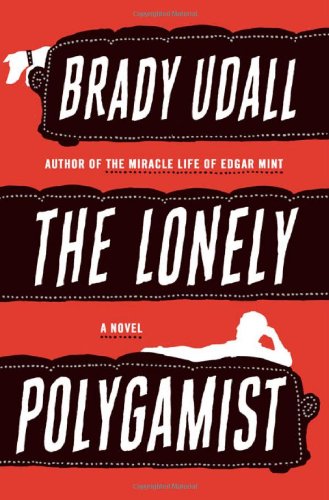 BRADY UDALL
AUTHOR OF THE MIRACLE LIFE OF EDGAR MINT
THE LONELY
A NOVEL
POLYGAMIST